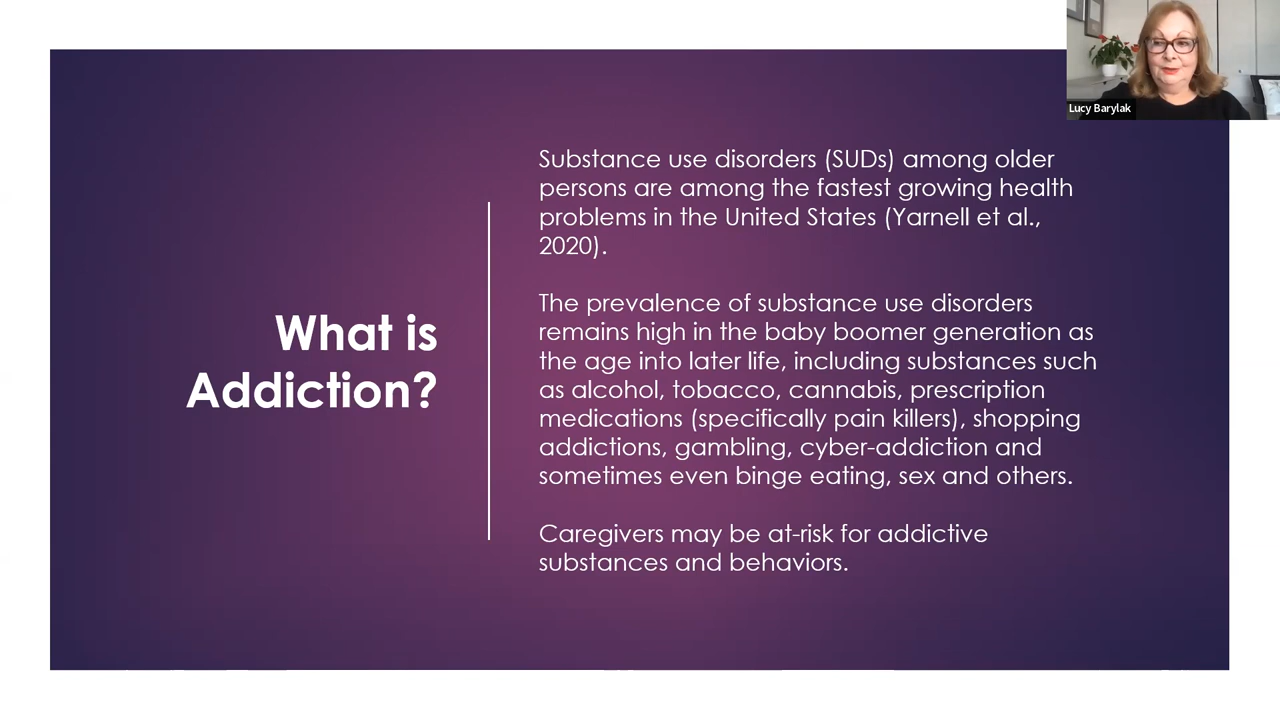 Lucy Barylak
What is
Addiction?
Substance use disorders (SUDs) among older
persons are among the fastest growing health
problems in the United States (Yarnell et al.,
2020).
The prevalence of substance use disorders
remains high in the baby boomer generation as
the age into later life, including substances such
as alcohol, tobacco, cannabis, prescription
medications (specifically pain killers), shopping
addictions, gambling, cyber-addiction and
sometimes even binge eating, sex and others.
Caregivers may be at-risk for addictive
substances and behaviors.